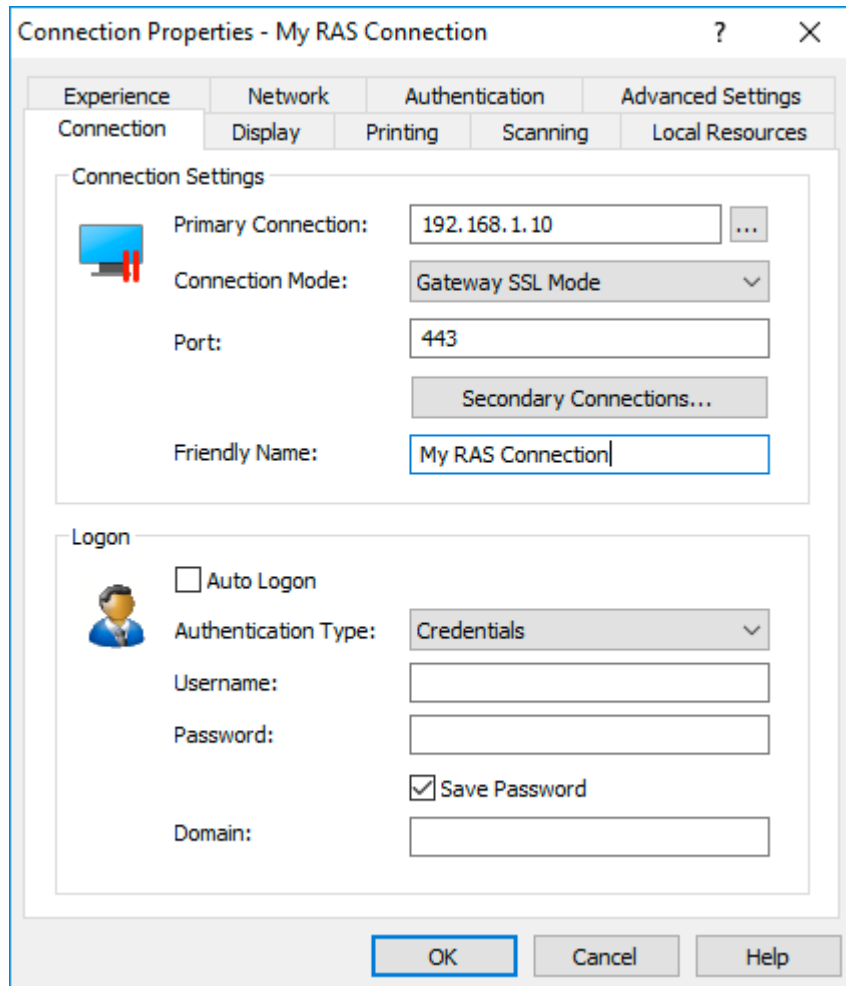 Connection Properties - My RAS Connection ?
Experience Network Authentication Advanced Settings
Connection Display Printing Scanning Local Resources
Connection Settings
Primary Connection: 192.168.1.10 ...
Connection Mode: Gateway SSL Mode
Port: 443
Secondary Connections...
Friendly Name: My RAS Connection
Logon
Auto Logon
Authentication Type: Credentials
Username:
Password:
Save Password
Domain:
OK Cancel Help